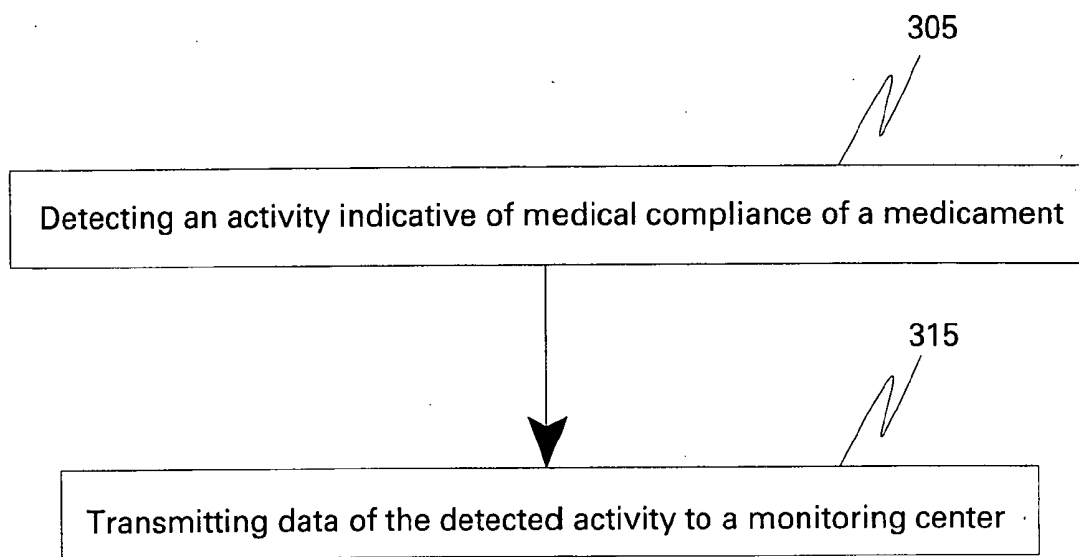 305
Detecting an activity indicative of medical compliance of a medicament
315
Transmitting data of the detected activity to a monitoring center